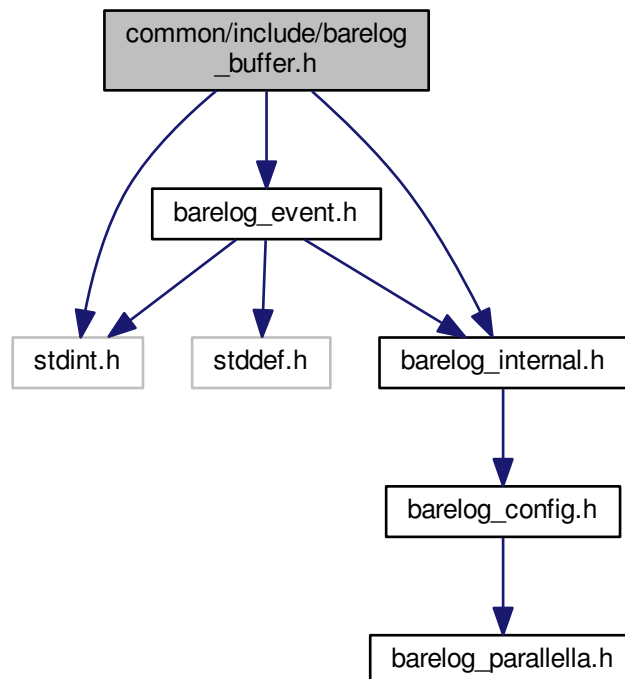 common/include/barelog
_buffer.h
barelog_event.h
stdint.h
stddef.h
barelog_internal.h
barelog_config.h
barelog_parallella.h